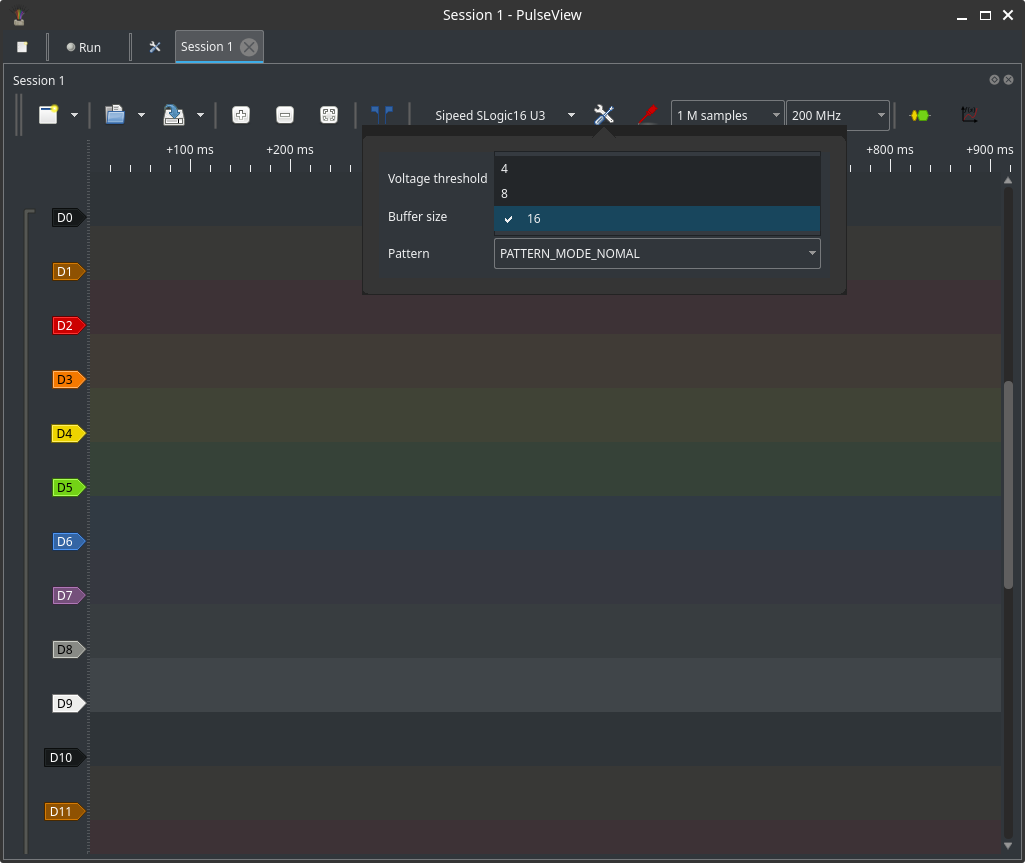 Session 1 - PulseView
Run
Session 1
Session 1
Sipeed SLogic16 U3
1 M samples
200 MHz
+100 ms
+200 ms
+800 ms
+900 ms
Voltage threshold
4
8
Buffer size
16
Pattern
PATTERN_MODE_NOMAL
D0
D1
D2
D3
D4
D5
D6
D7
D8
D9
D10
D11